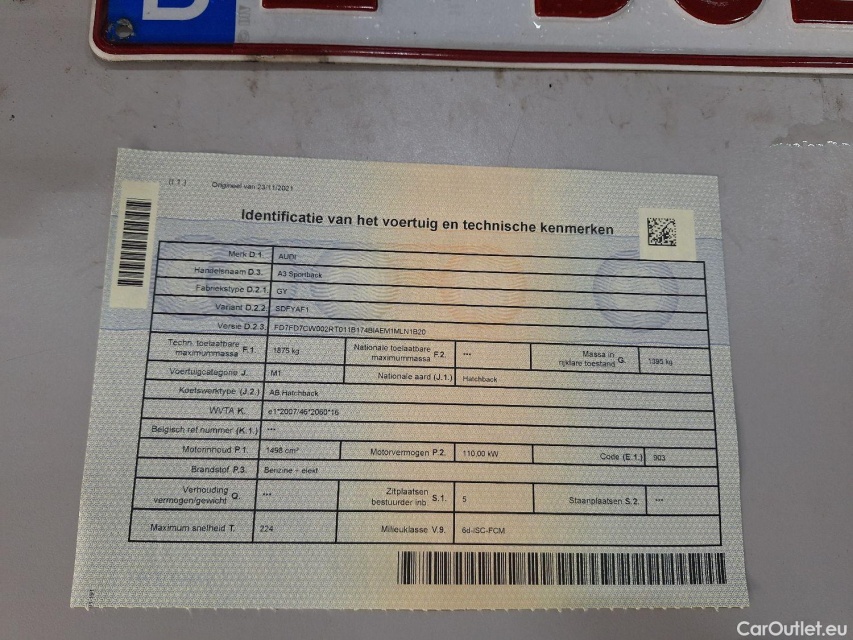 B
(I.1.) Origineel van 23/11/2021
Identificatie van het voertuig en technische kenmerken
Merk D.1. AUDI
Handelsnaam D.3. A3 Sportback
Fabriekstype D.2.1. GY
Variant D.2.2. SDFYAF1
Versie D.2.3. FD7FD7CW002RT011B174BIAEM1MLN1B20
Techn. toelaatbare maximummassa F.1. 1875 kg Nationale toelaatbare maximummassa F.2. *** Massa in rijklare toestand G. 1395 kg
Voertuigcategorie J. M1 Nationale aard (J.1.) Hatchback
Koetswerktype (J.2.) AB Hatchback
WVTA K. e1*2007/46*2060*16
Belgisch ref nummer (K.1.) ***
Motorinhoud P.1. 1498 cm³ Motorvermogen P.2. 110,00 kW Code (E.1.) 903
Brandstof P.3. Benzine + elekt
Verhouding vermogen/gewicht Q. *** Zitplaatsen bestuurder inb. S.1. 5 Staanplaatsen S.2. ***
Maximum snelheid T. 224 Milieuklasse V.9. 6d-ISC-FCM
CarOutlet.eu